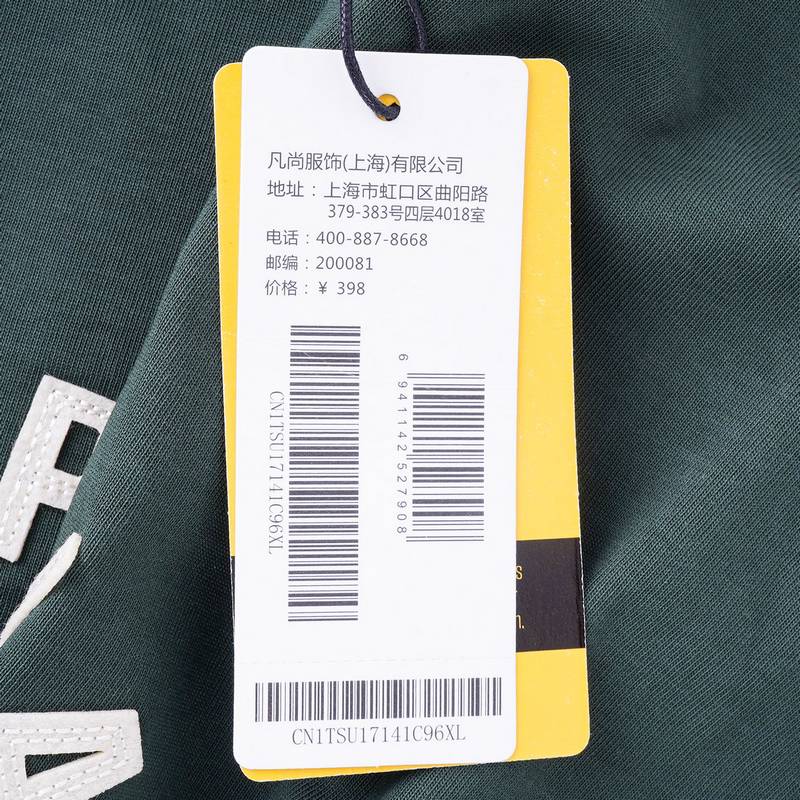 凡尚服饰(上海)有限公司
地址：上海市虹口区曲阳路
379-383号四层4018室
电话：400-887-8668
邮编：200081
价格：¥ 398
CN1TSU17141C96XL
6 941142 527908
CN1TSU17141C96XL